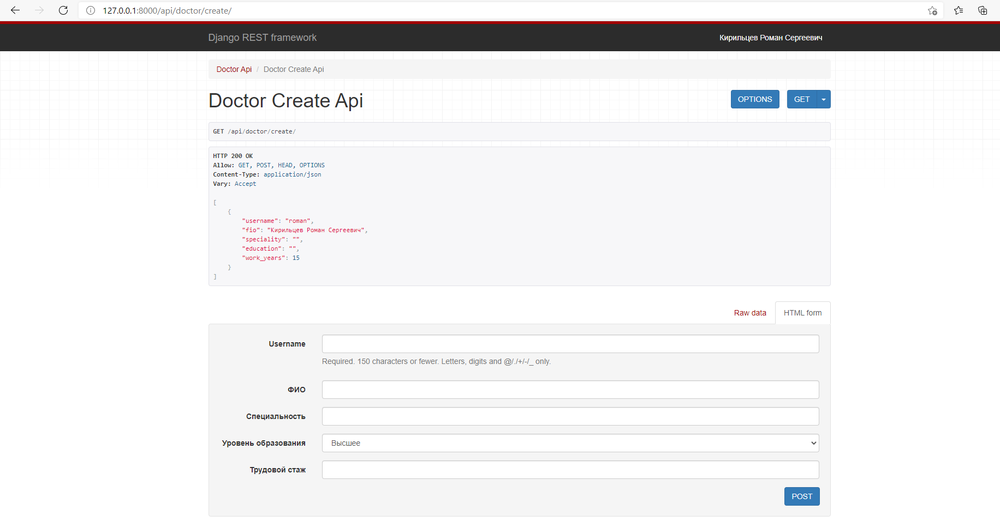 127.0.0.1:8000/api/doctor/create/
Django REST framework
Кирильцев Роман Сергеевич
Doctor Api / Doctor Create Api
Doctor Create Api
OPTIONS
GET
GET /api/doctor/create/
HTTP 200 OK
Allow: GET, POST, HEAD, OPTIONS
Content-Type: application/json
Vary: Accept
[
{
"username": "roman",
"fio": "Кирильцев Роман Сергеевич",
"speciality": "",
"education": "",
"work_years": 15
}
]
Raw data
HTML form
Username
Required. 150 characters or fewer. Letters, digits and @/./+/-/_ only.
ФИО
Специальность
Уровень образования
Высшее
Трудовой стаж
POST